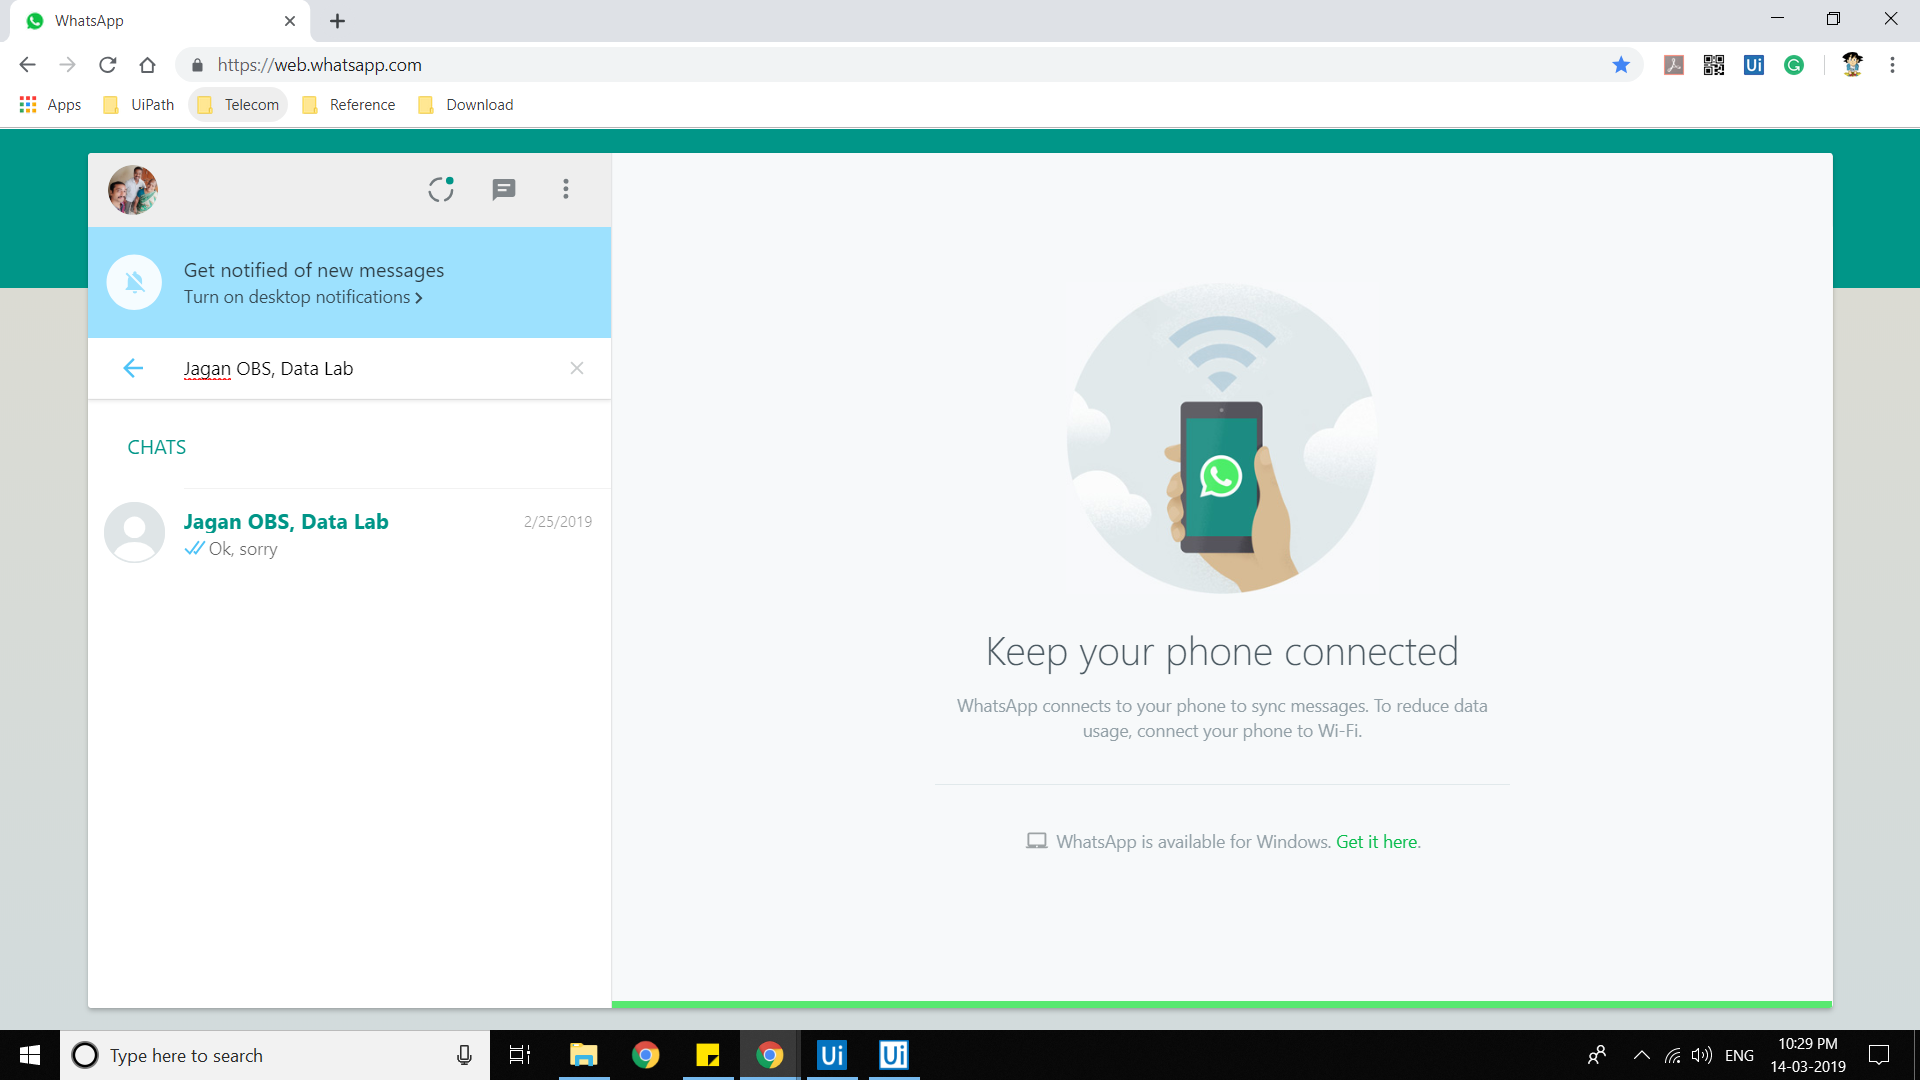 WhatsApp
https://web.whatsapp.com
Ui
G
Apps
UiPath
Telecom
Reference
Download
Get notified of new messages
Turn on desktop notifications
Jagan OBS, Data Lab
CHATS
Jagan OBS, Data Lab
2/25/2019
Ok, sorry
Keep your phone connected
WhatsApp connects to your phone to sync messages. To reduce data
usage, connect your phone to Wi-Fi.
WhatsApp is available for Windows. Get it here.
Type here to search
Ui
Ui
ENG
10:29 PM
14-03-2019